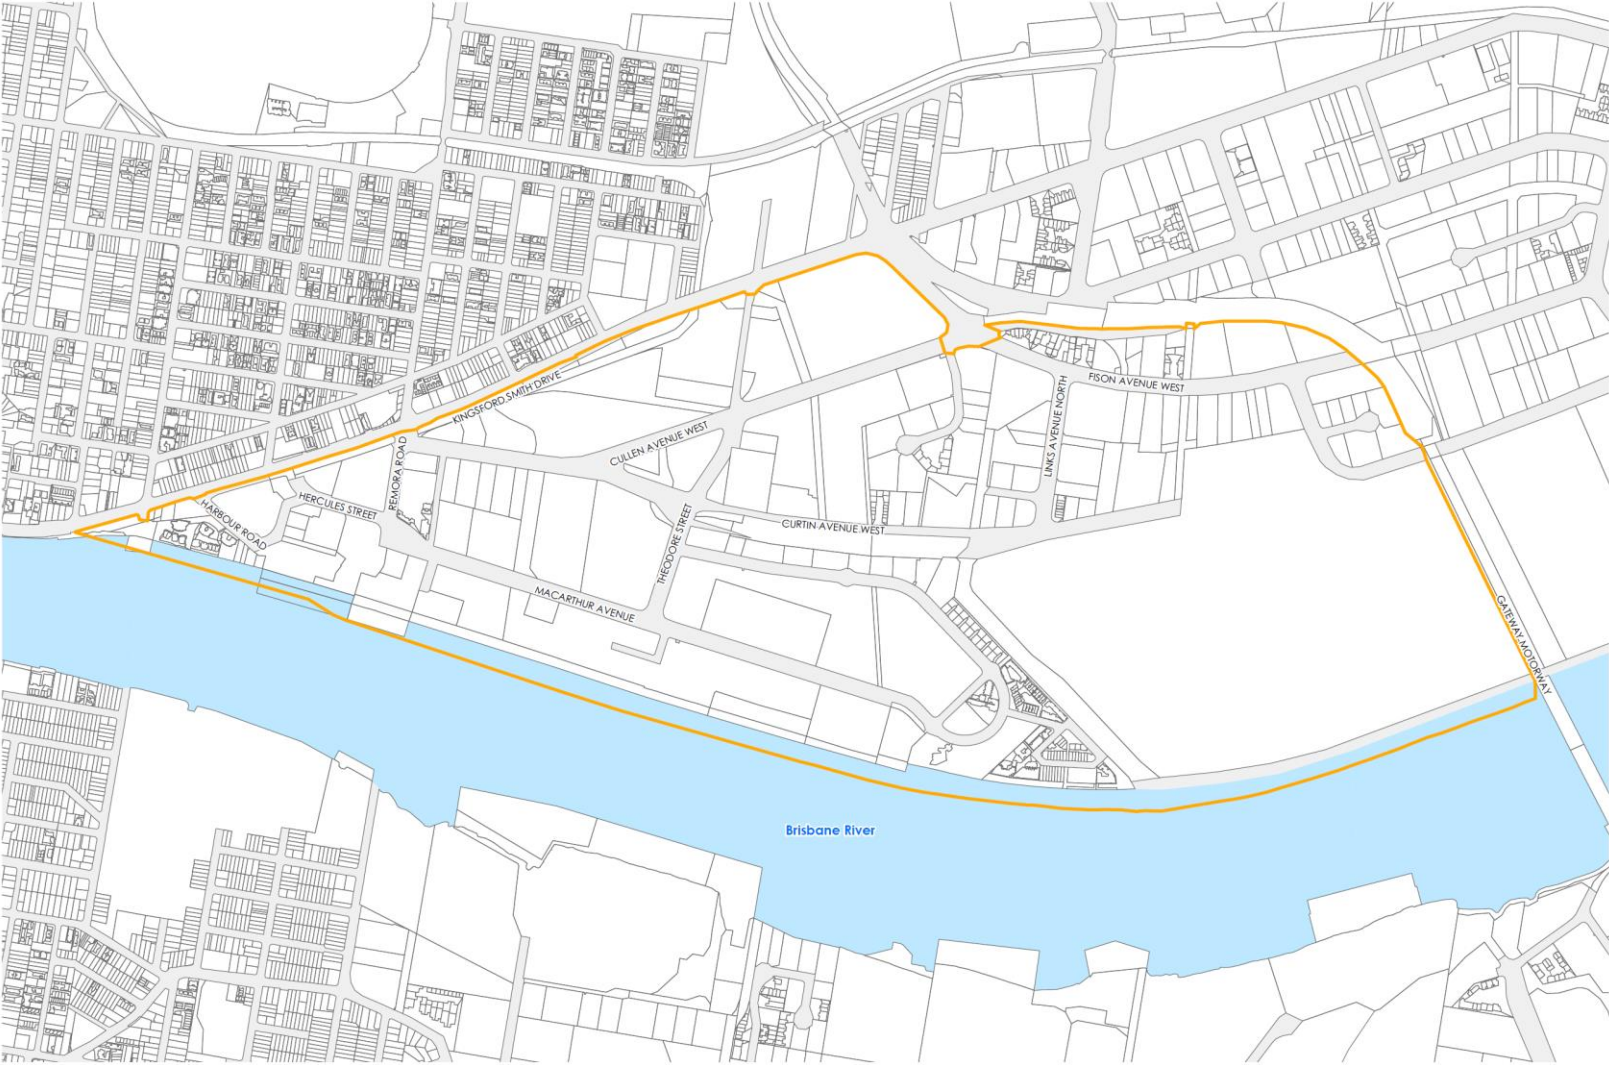 KINGSFORD SMITH DRIVE
FISON AVENUE WEST
LINKS AVENUE NORTH
CULLEN AVENUE WEST
REMORA ROAD
HERCULES STREET
HARBOUR ROAD
THEODORE STREET
CURTIN AVENUE WEST
MACARTHUR AVENUE
GATEWAY MOTORWAY
Brisbane River